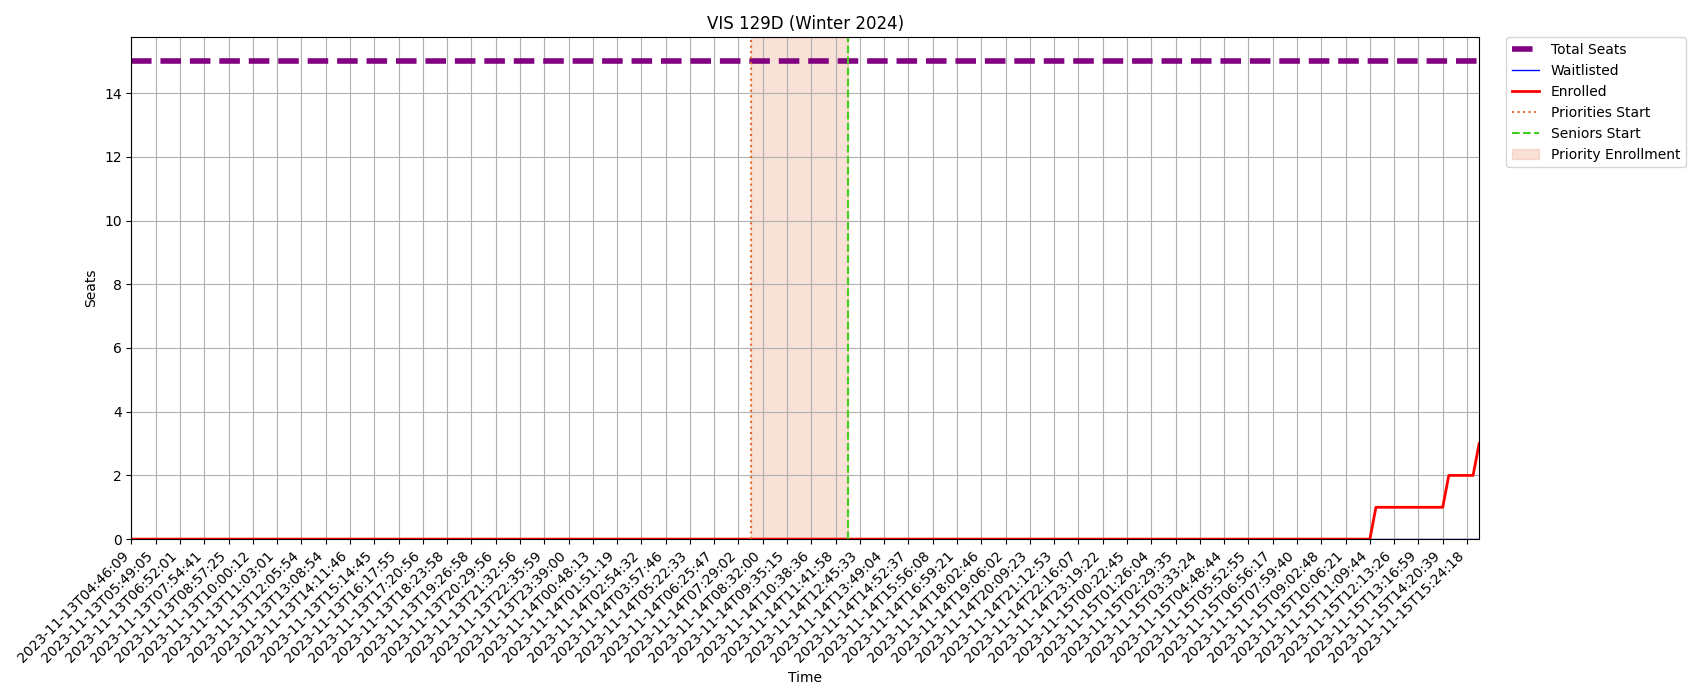 VIS 129D (Winter 2024)
Total Seats
Waitlisted
Enrolled
Priorities Start
Seniors Start
Priority Enrollment
Seats
14
12
10
8
6
4
2
0
2023-11-13T04:46:09
2023-11-13T05:49:05
2023-11-13T06:52:01
2023-11-13T07:54:41
2023-11-13T08:57:25
2023-11-13T10:00:12
2023-11-13T11:03:01
2023-11-13T12:05:54
2023-11-13T13:08:54
2023-11-13T14:11:46
2023-11-13T15:14:45
2023-11-13T16:17:55
2023-11-13T17:20:56
2023-11-13T18:23:58
2023-11-13T19:26:58
2023-11-13T20:29:56
2023-11-13T21:32:56
2023-11-13T22:35:59
2023-11-13T23:39:00
2023-11-14T00:48:13
2023-11-14T01:51:19
2023-11-14T02:54:32
2023-11-14T03:57:46
2023-11-14T05:22:33
2023-11-14T06:25:47
2023-11-14T07:29:02
2023-11-14T08:32:00
2023-11-14T09:35:15
2023-11-14T10:38:36
2023-11-14T11:41:58
2023-11-14T12:45:33
2023-11-14T13:49:04
2023-11-14T14:52:37
2023-11-14T15:56:08
2023-11-14T16:59:21
2023-11-14T18:02:46
2023-11-14T19:06:02
2023-11-14T20:09:23
2023-11-14T21:12:53
2023-11-14T22:16:07
2023-11-14T23:19:22
2023-11-15T00:22:45
2023-11-15T01:26:04
2023-11-15T02:29:35
2023-11-15T03:33:24
2023-11-15T04:48:44
2023-11-15T05:52:55
2023-11-15T06:56:17
2023-11-15T07:59:40
2023-11-15T09:02:48
2023-11-15T10:06:21
2023-11-15T11:09:44
2023-11-15T12:13:26
2023-11-15T13:16:59
2023-11-15T14:20:39
2023-11-15T15:24:18
Time